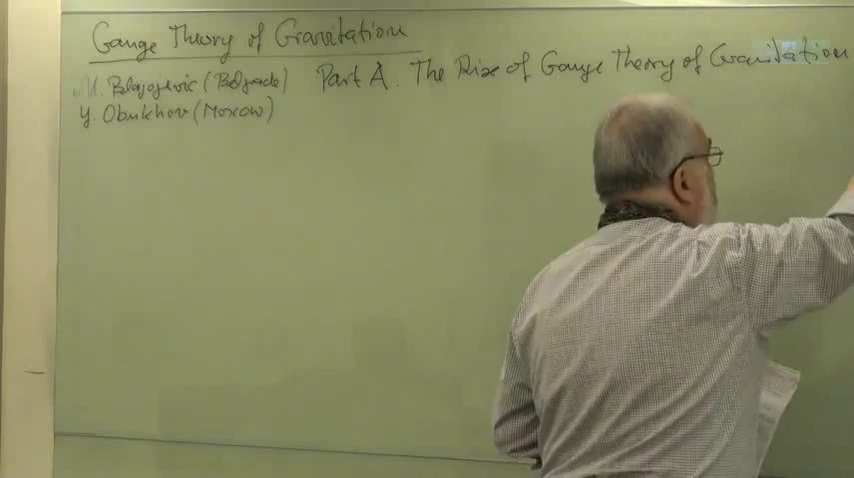 Gauge Theory of Gravitation
M. Blagojevic (Belgrade) Part A. The Rise of Gauge Theory of Gravitation
Y. Obukhov (Moscow)